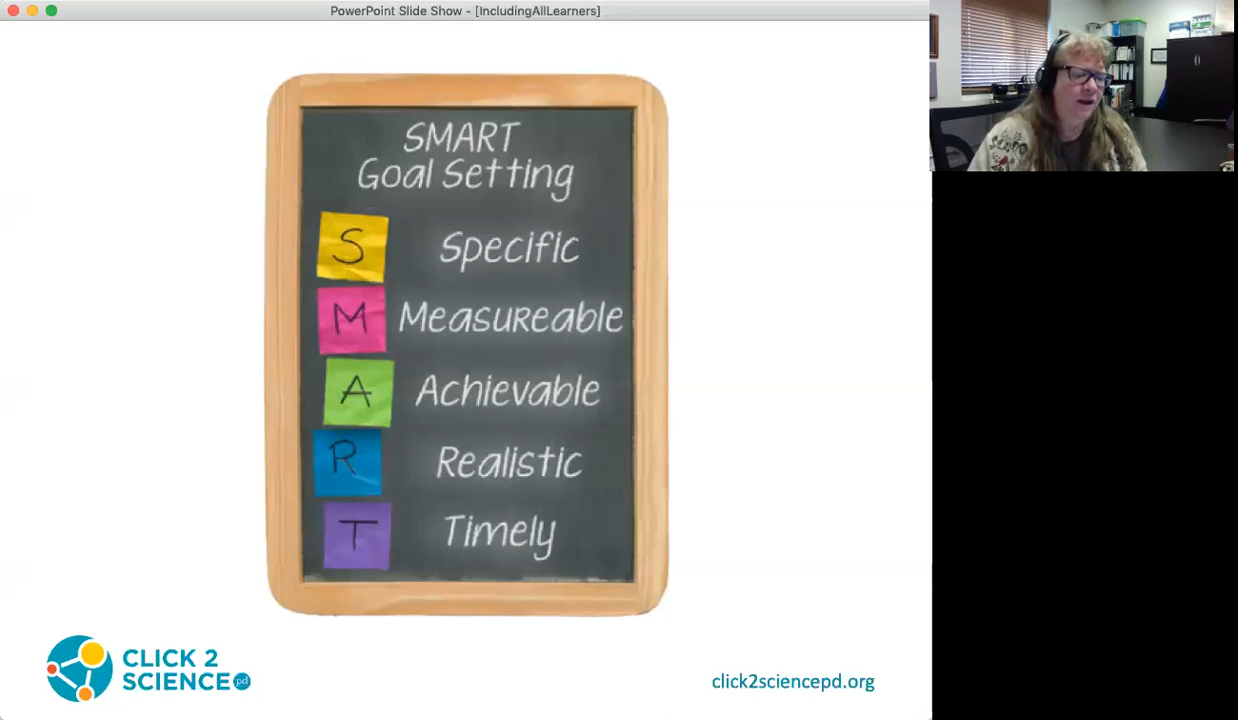 PowerPoint Slide Show - [IncludingAllLearners]
SMART
Goal Setting
S Specific
M Measureable
A Achievable
R Realistic
T Timely
CLICK 2
SCIENCE pd
click2sciencepd.org